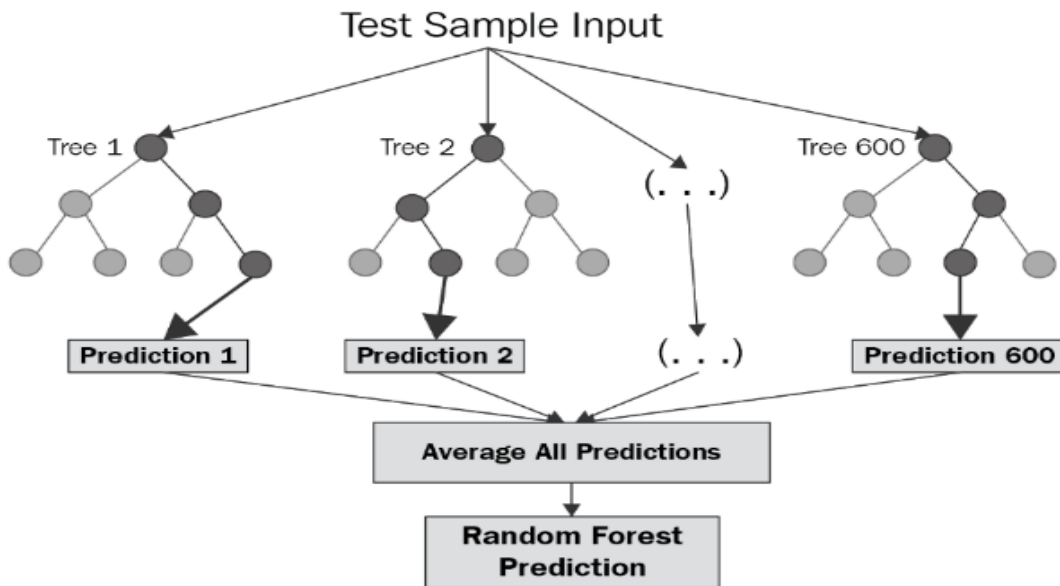 Test Sample Input
Tree 1
Tree 2
Tree 600
(. . .)
Prediction 1
Prediction 2
(. . .)
Prediction 600
Average All Predictions
Random Forest
Prediction